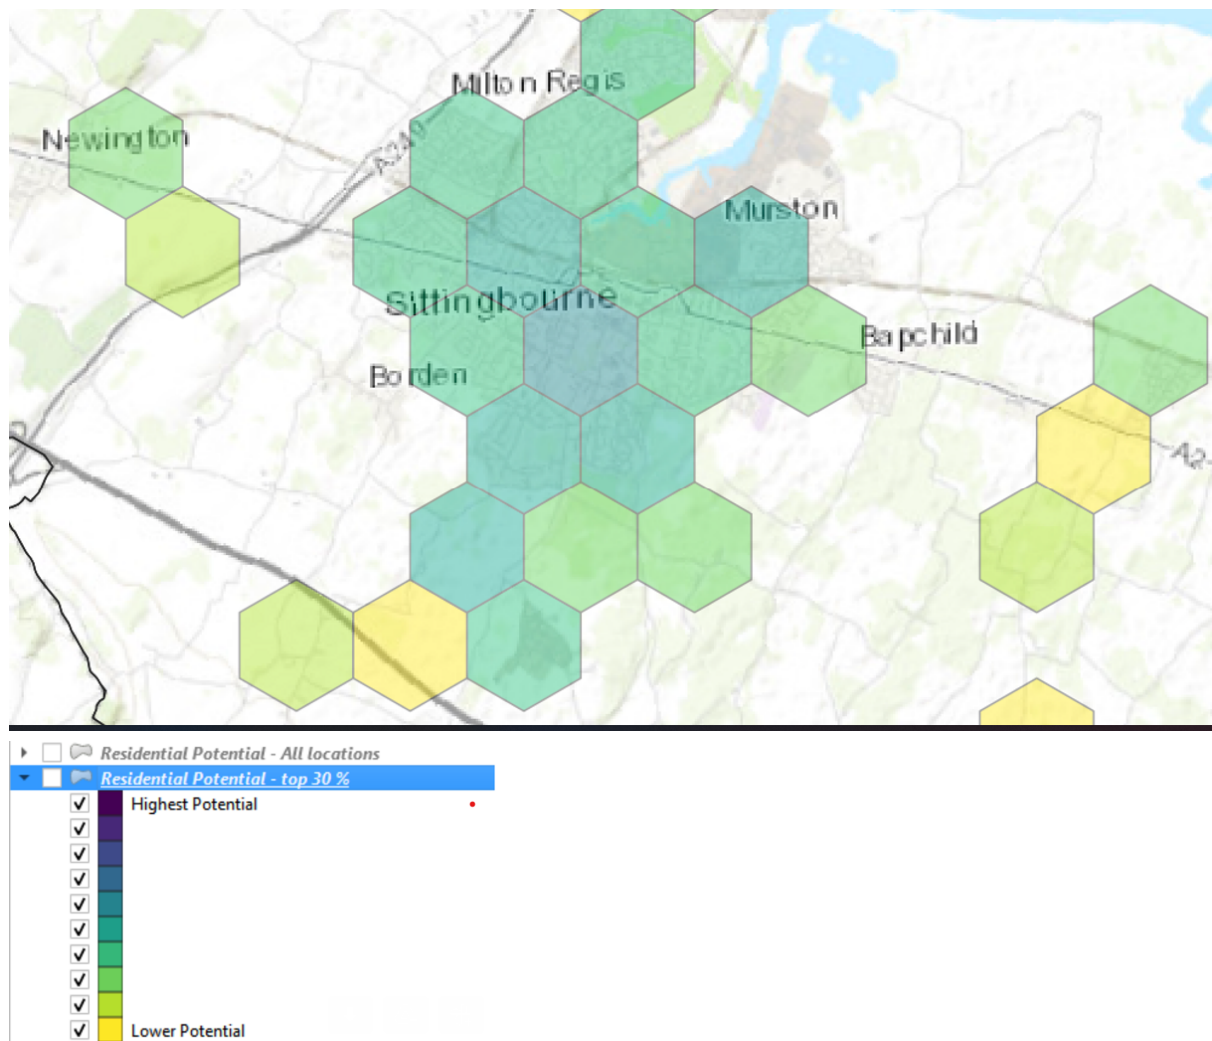 Milton Regis
A249
Newington
Murston
Sittingbourne
Bapchild
Borden
A2
Residential Potential - All locations
Residential Potential - top 30 %
Highest Potential
Lower Potential